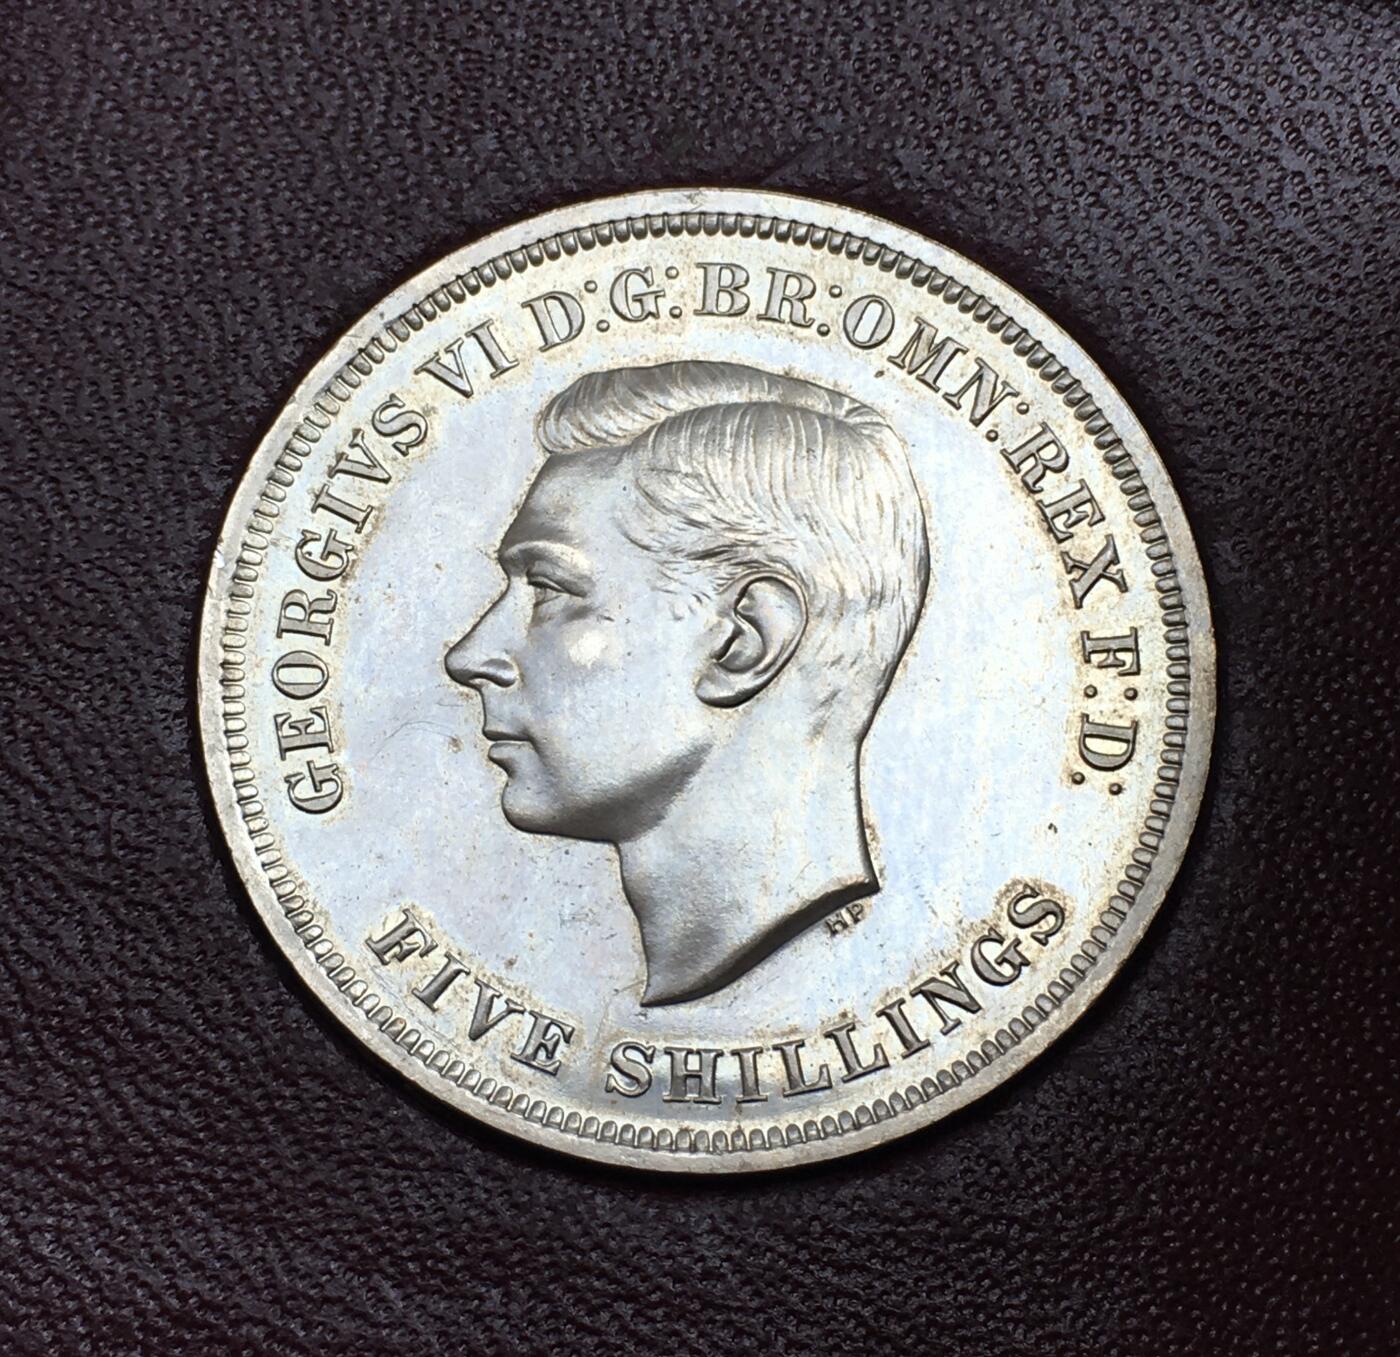 GEORGIVS VI D:G:BR:OMN:REX F:D:
HP
FIVE SHILLINGS